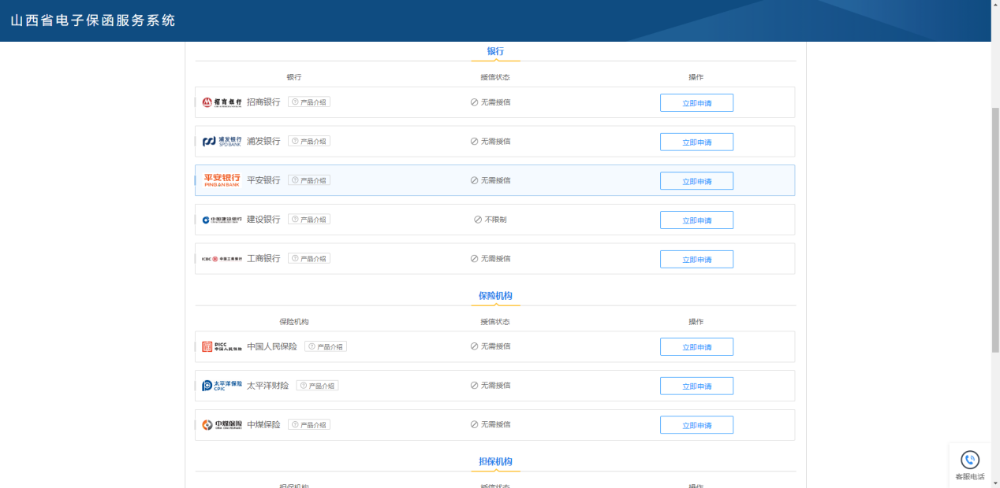 山西省电子保函服务系统
银行
银行 授信状态 操作
招商银行 招商银行 产品介绍 无需授信 立即申请
浦发银行 SPD BANK 浦发银行 产品介绍 无需授信 立即申请
平安银行 PINGAN BANK 平安银行 产品介绍 无需授信 立即申请
中国建设银行 建设银行 产品介绍 不限制 立即申请
ICBC 中国工商银行 工商银行 产品介绍 无需授信 立即申请
保险机构
保险机构 授信状态 操作
PICC 中国人民保险 中国人民保险 产品介绍 无需授信 立即申请
太平洋保险 CPIC 太平洋财险 产品介绍 无需授信 立即申请
中煤保险 中煤保险 产品介绍 无需授信 立即申请
担保机构
担保机构 授信状态 操作
客服电话